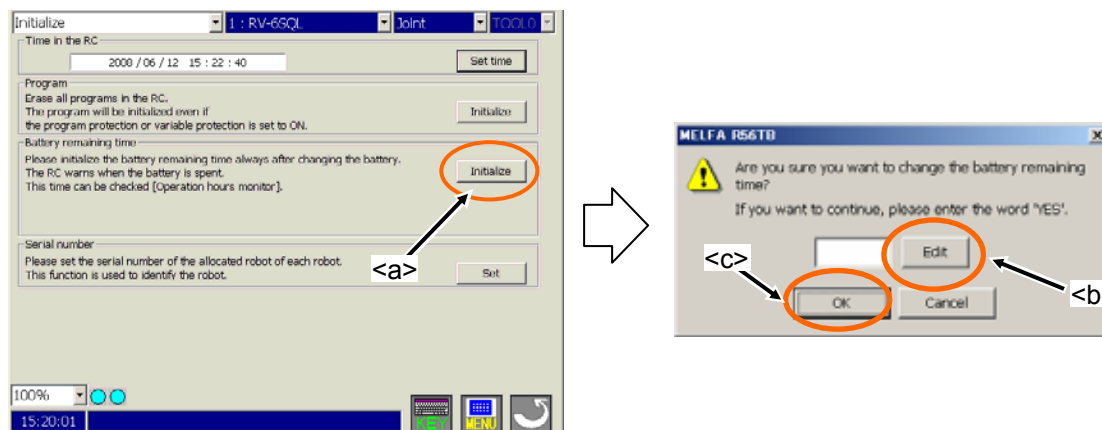 Initialize 1 : RV-6SQL Joint TOOL0
Time in the RC
2008 / 06 / 12 15 : 22 : 40 Set time
Program
Erase all programs in the RC.
The program will be initialized even if
the program protection or variable protection is set to ON.
Initialize
Battery remaining time
Please initialize the battery remaining time always after changing the battery.
The RC warns when the battery is spent.
This time can be checked [Operation hours monitor].
Initialize
<a>
Serial number
Please set the serial number of the allocated robot of each robot.
This function is used to identify the robot.
Set
100%
15:20:01 KEY MENU
MELFA R56TB
Are you sure you want to change the battery remaining
time?
If you want to continue, please enter the word "YES".
Edit
<c>
<b
OK Cancel